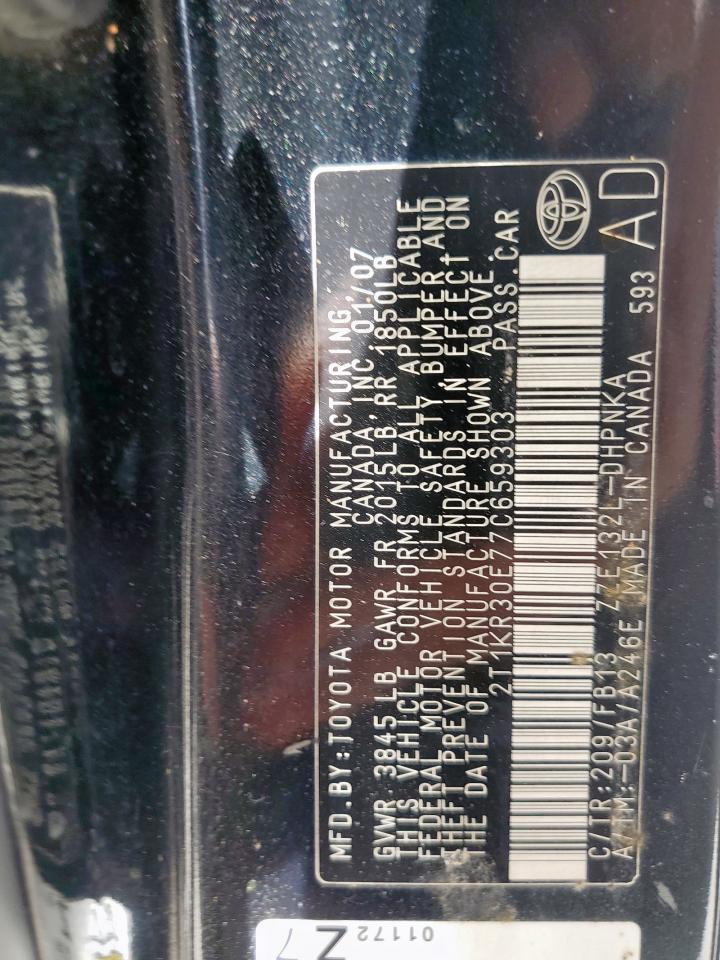 MFD.BY:TOYOTA MOTOR MANUFACTURING,
CANADA, INC 01/07
GVWR 3845LB GAWR FR 2015LB, RR 1850LB
THIS VEHICLE CONFORMS TO ALL APPLICABLE
FEDERAL MOTOR VEHICLE SAFETY, BUMPER, AND
THEFT PREVENTION STANDARDS IN EFFECT ON
THE DATE OF MANUFACTURE SHOWN ABOVE.
2T1KR30E77C659303 PASS.CAR
C/TR:209/FB13 ZZE132L-DHPNKA
A/TM:-03A/A246E MADE IN CANADA 593
AD
01172
Z
7